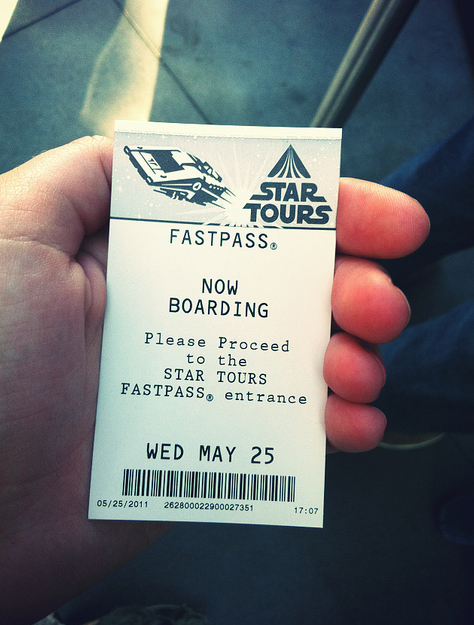 STAR
TOURS
FASTPASS®
NOW
BOARDING
Please Proceed
to the
STAR TOURS
FASTPASS® entrance
WED MAY 25
05/25/2011 262800022900027351 17:07